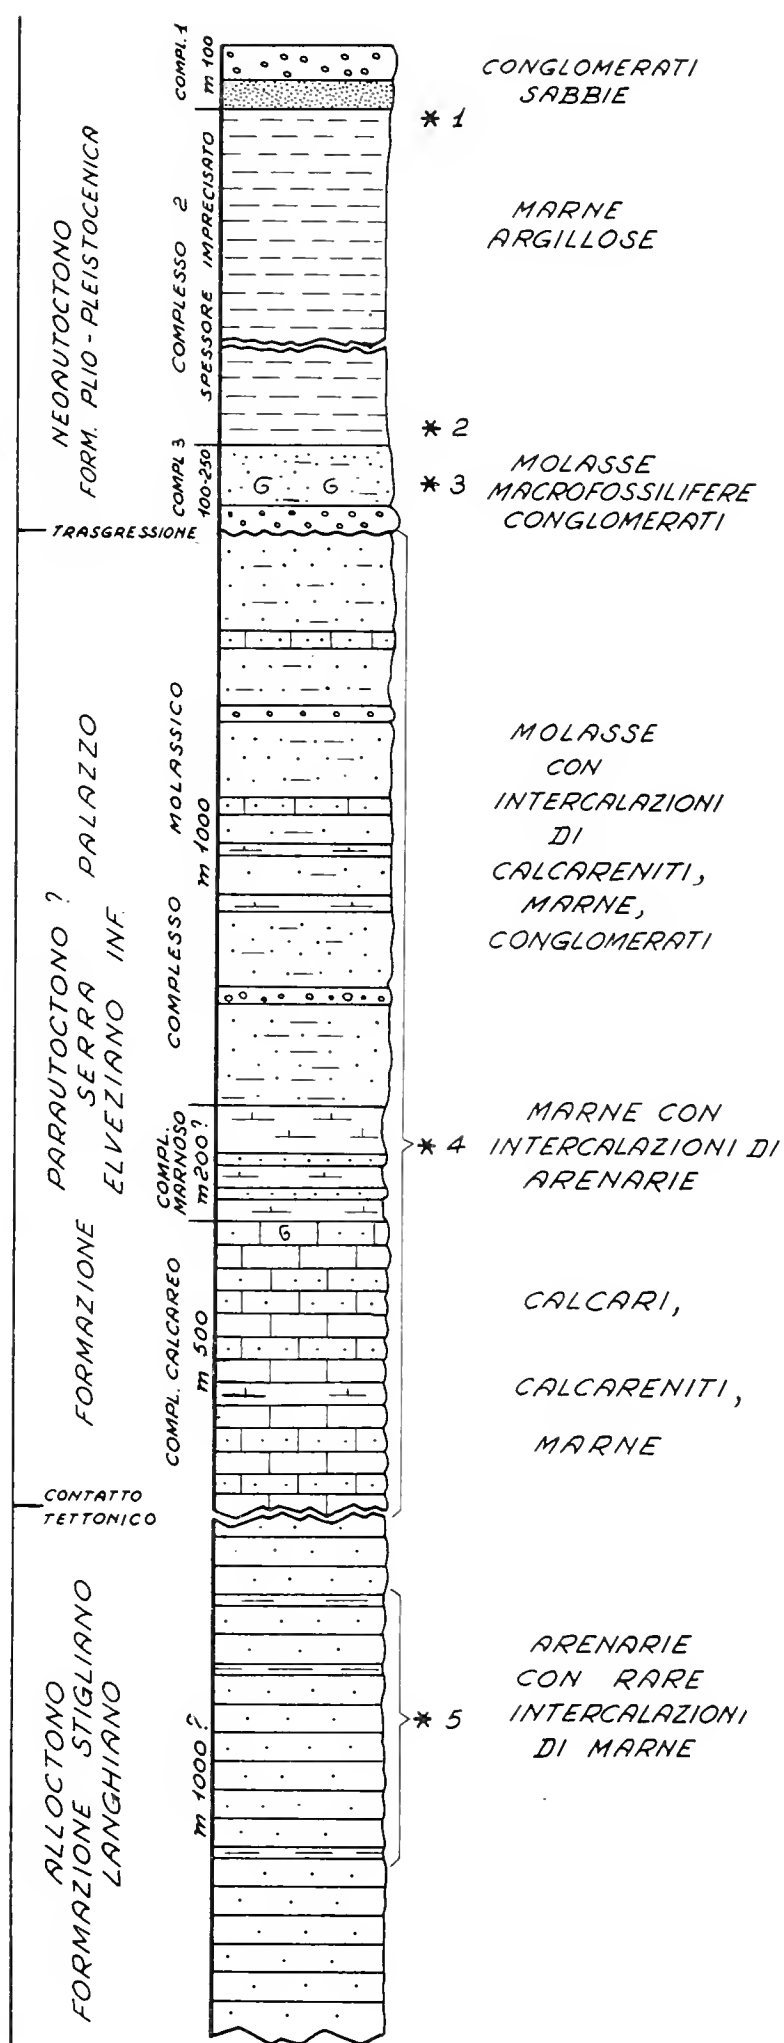 COMPL. 1
m 100
CONGLOMERATI
SABBIE
* 1
NEOAUTOCTONO
FORM. PLIO-PLEISTOCENICA
COMPLESSO 2
SPESSORE IMPRECISATO
MARNE
ARGILLOSE
* 2
COMPL 3
100-250
G G
* 3
MOLASSE
MACROFOSSILIFERE
CONGLOMERATI
TRASGRESSIONE
FORMAZIONE SERRA PALAZZO
PARAUTOCTONO ?
ELVEZIANO INF.
COMPLESSO MOLASSICO
m 1000
MOLASSE
CON
INTERCALAZIONI
DI
CALCARENITI,
MARNE,
CONGLOMERATI
COMPL.
MARNOSO
m 200?
* 4
MARNE CON
INTERCALAZIONI DI
ARENARIE
G
COMPL. CALCAREO
m 500
CALCARI,
CALCARENITI,
MARNE
CONTATTO
TETTONICO
ALLOCTONO
FORMAZIONE STIGLIANO
LANGHIANO
m 1000?
* 5
ARENARIE
CON RARE
INTERCALAZIONI
DI MARNE